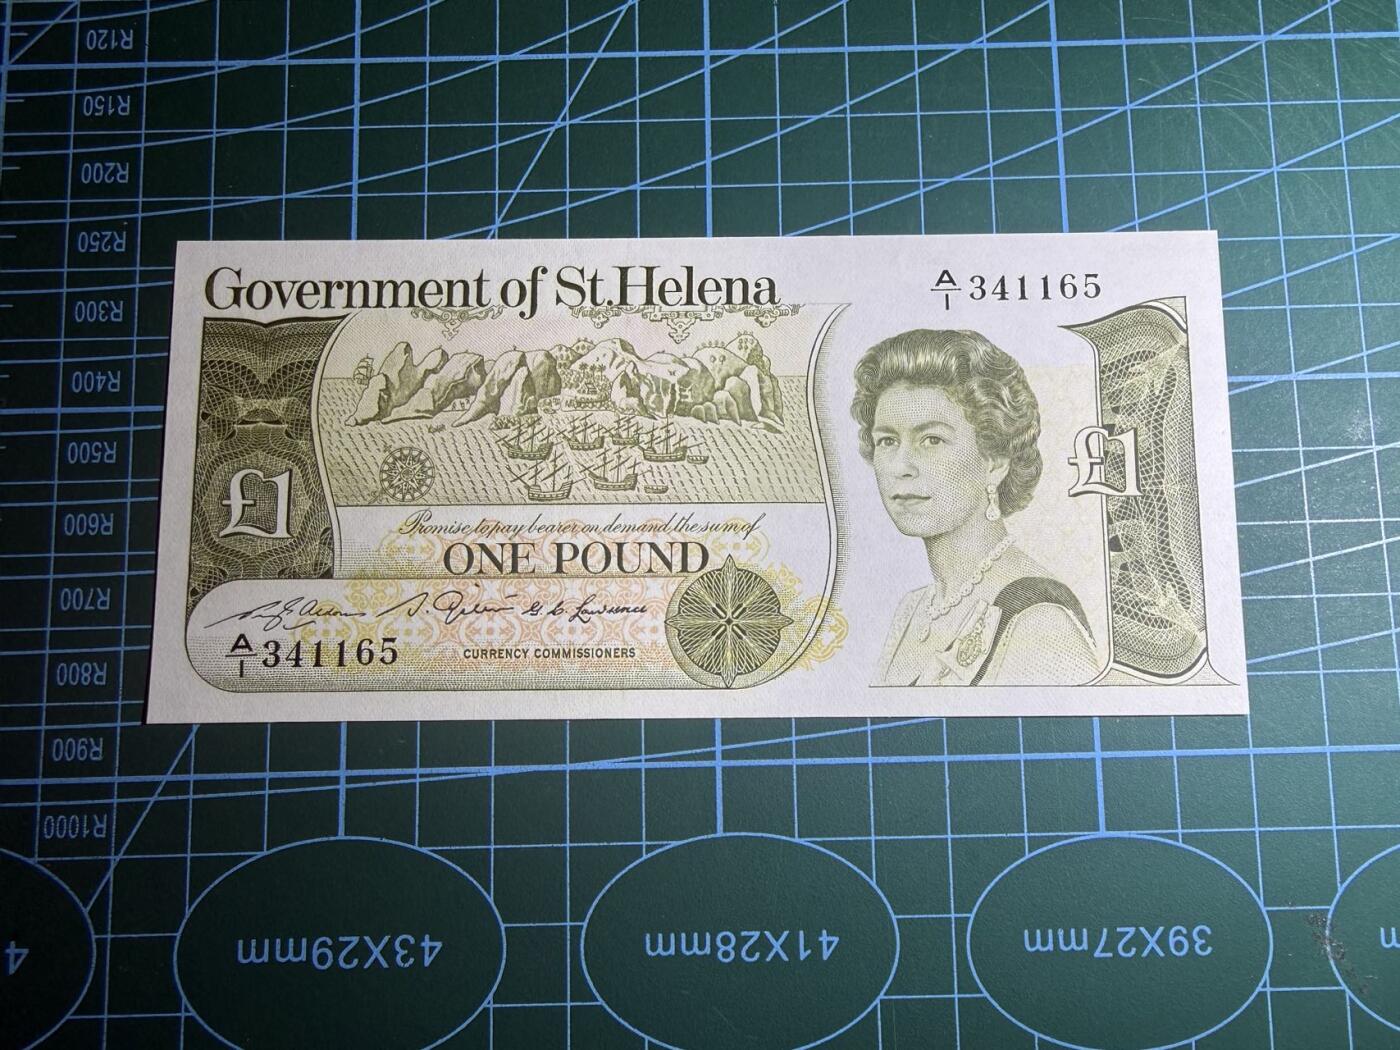 R120
R150
R200
R250
R300
R400
R500
R600
R700
R800
R900
R1000
Government of St.Helena
A/1 341165
£1
£1
Promise to pay bearer on demand the sum of
ONE POUND
A/1 341165
CURRENCY COMMISSIONERS
4
43X29mm
41X28mm
39X27mm